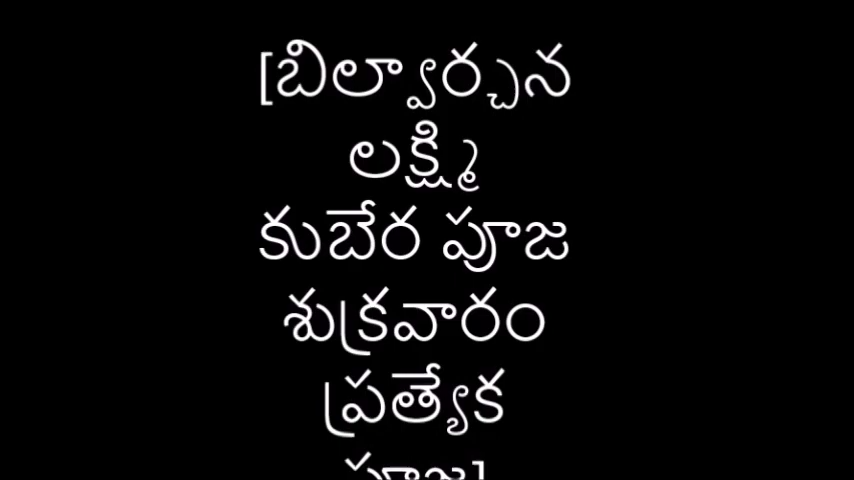 [బిల్వార్చన
లక్ష్మి
కుబేర పూజ
శుక్రవారం
ప్రత్యేక
పూజ]